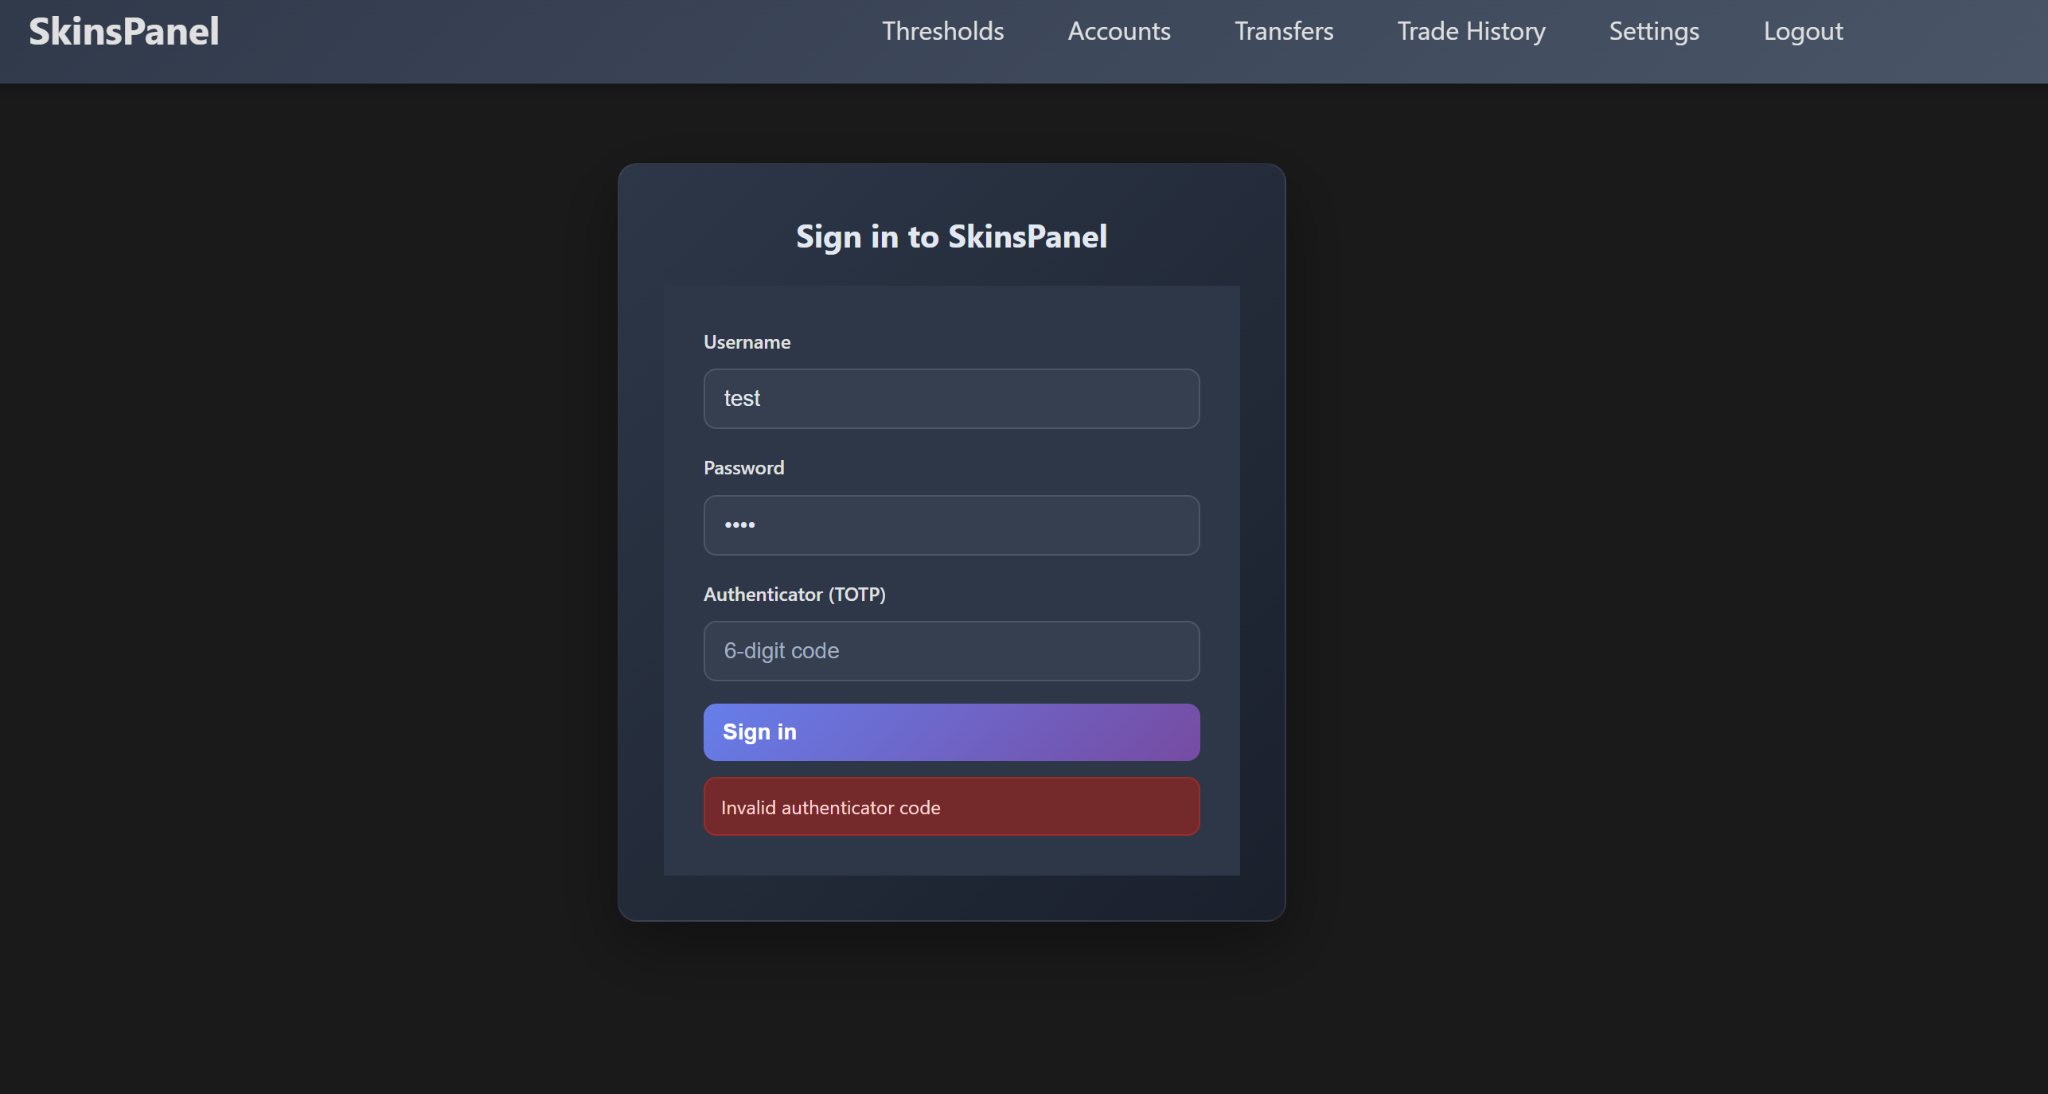 SkinsPanel
Thresholds Accounts Transfers Trade History Settings Logout
Sign in to SkinsPanel
Username
test
Password
••••
Authenticator (TOTP)
6-digit code
Sign in
Invalid authenticator code